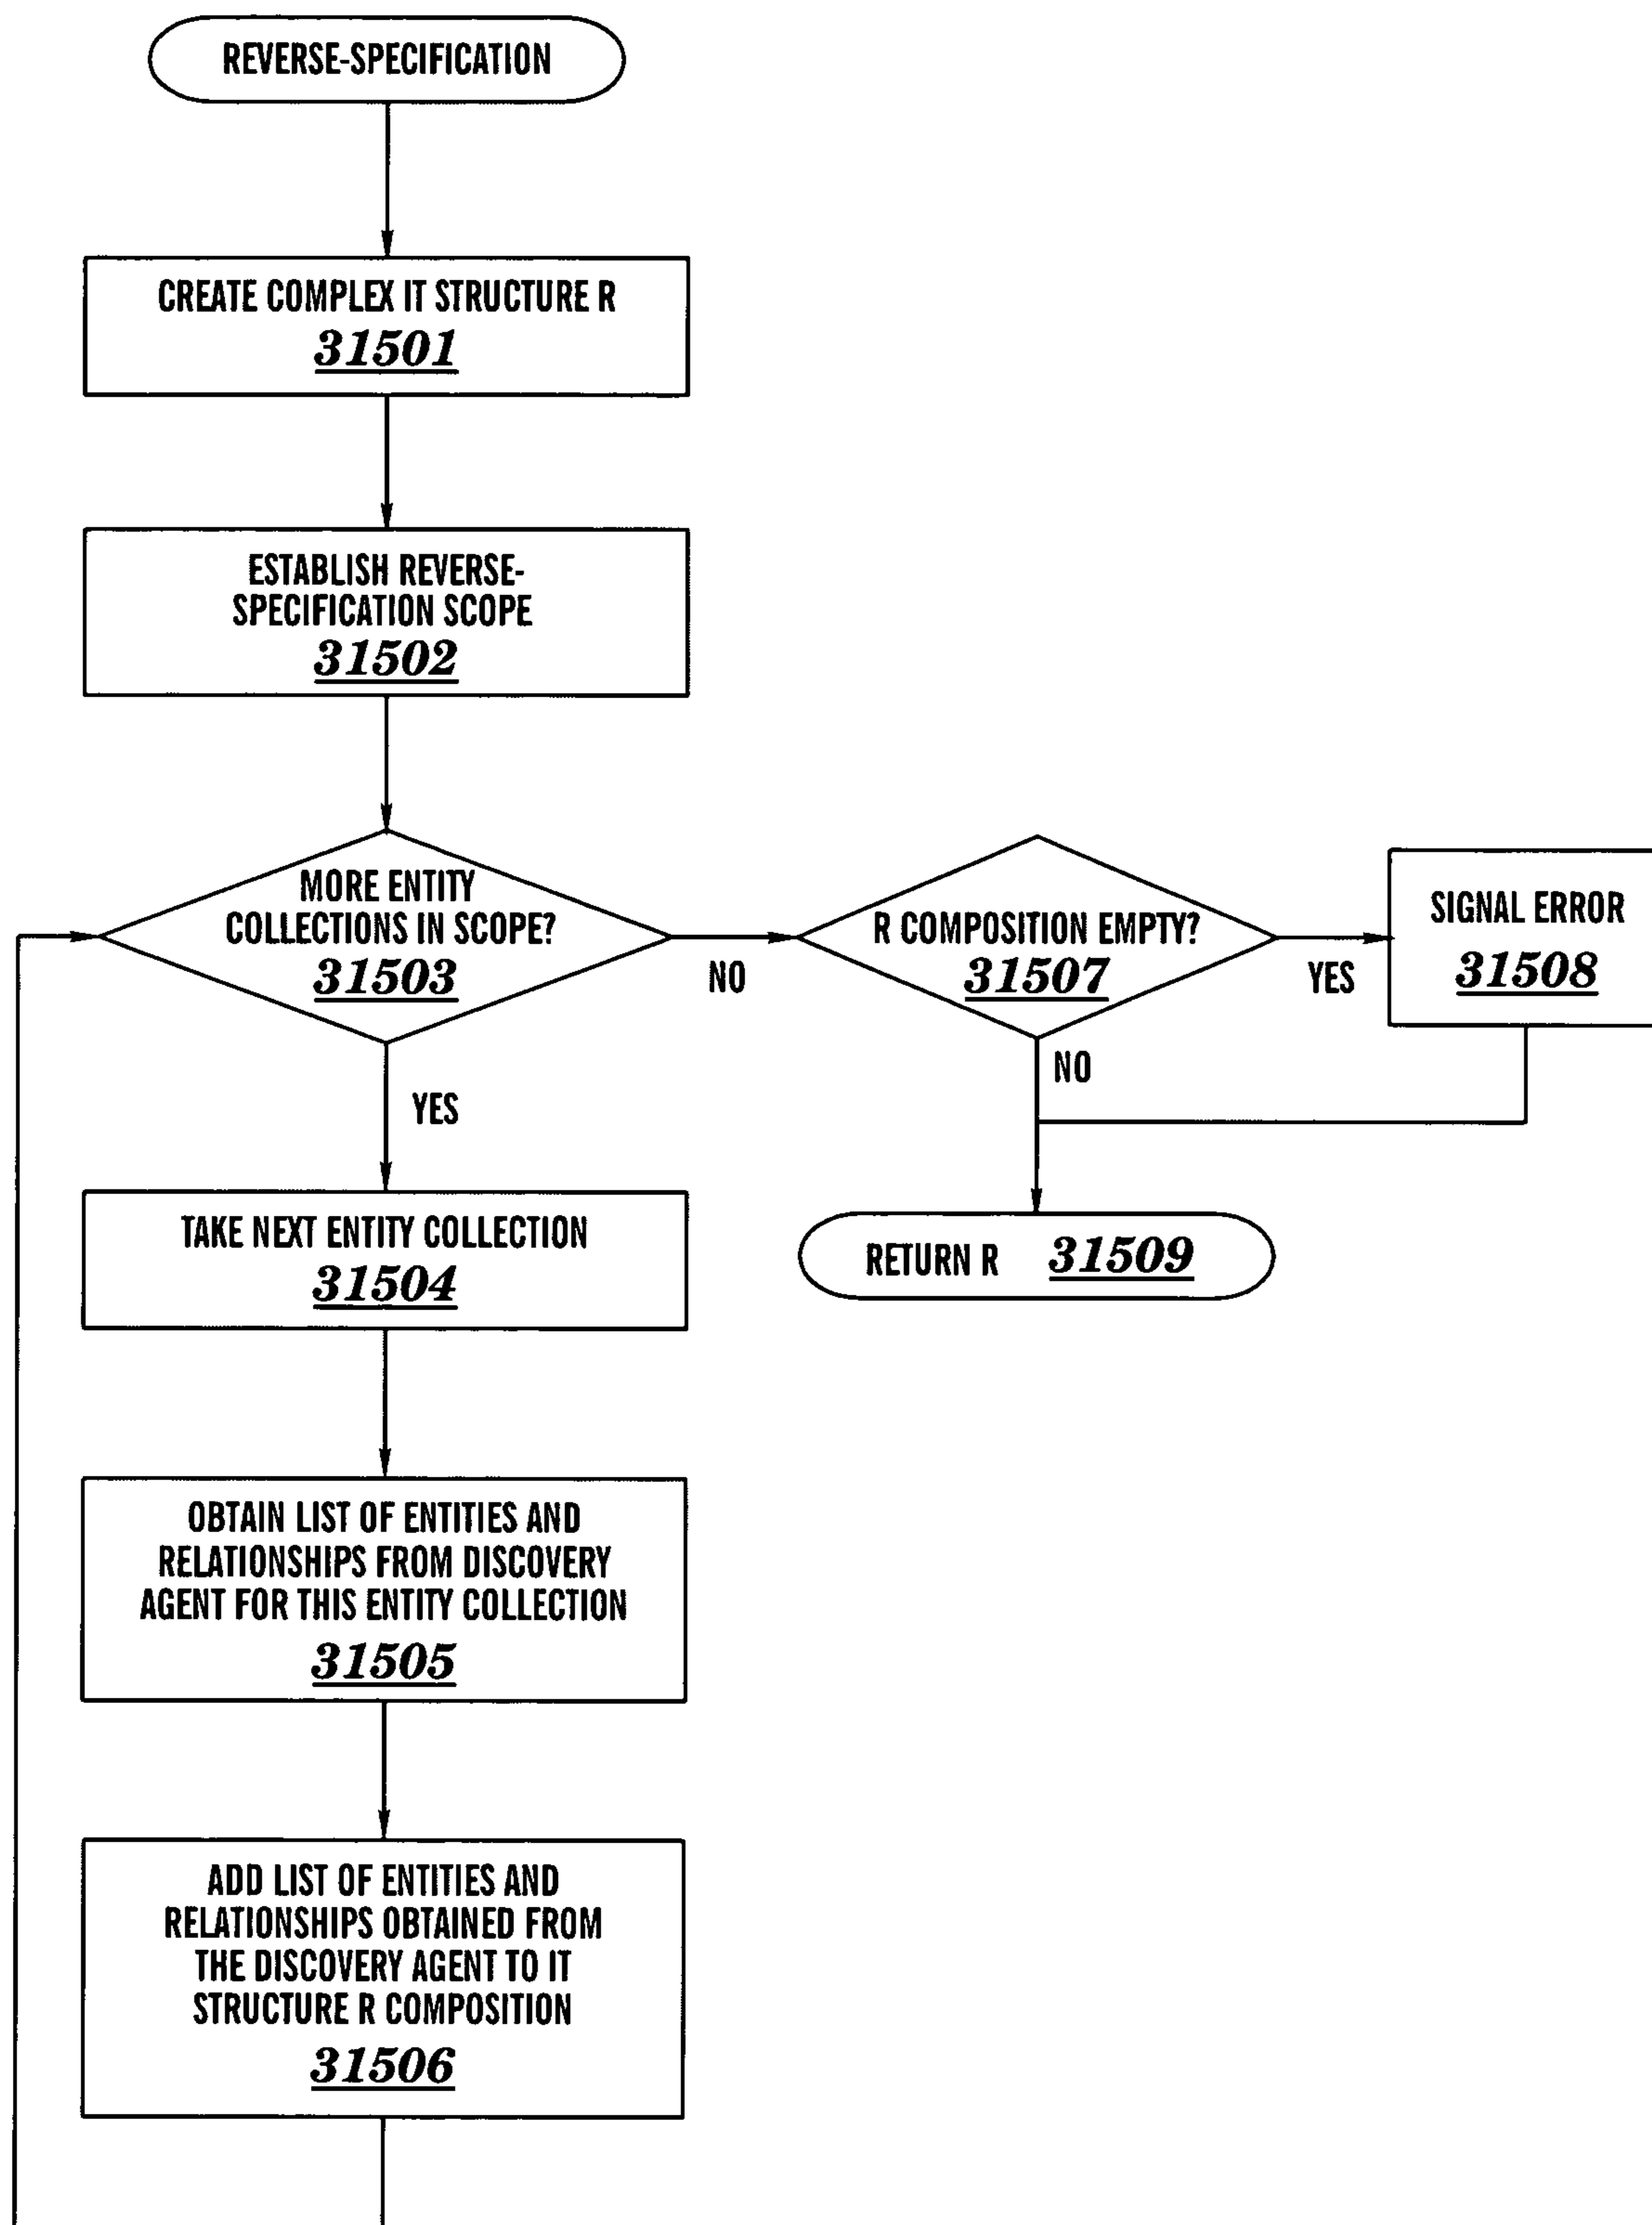 REVERSE-SPECIFICATION
CREATE COMPLEX IT STRUCTURE R
31501
ESTABLISH REVERSE-
SPECIFICATION SCOPE
31502
MORE ENTITY
COLLECTIONS IN SCOPE?
31503
NO
R COMPOSITION EMPTY?
31507
YES
SIGNAL ERROR
31508
NO
YES
RETURN R 31509
TAKE NEXT ENTITY COLLECTION
31504
OBTAIN LIST OF ENTITIES AND
RELATIONSHIPS FROM DISCOVERY
AGENT FOR THIS ENTITY COLLECTION
31505
ADD LIST OF ENTITIES AND
RELATIONSHIPS OBTAINED FROM
THE DISCOVERY AGENT TO IT
STRUCTURE R COMPOSITION
31506